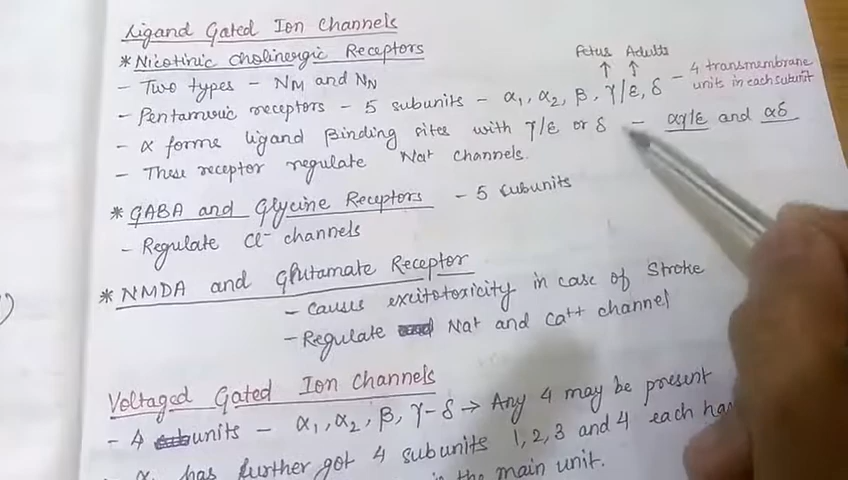 Ligand Gated Ion Channels
* Nicotinic cholinergic Receptors
Fetus Adults
↑ ↑
- Two types - NM and NN
- Pentameric receptors - 5 subunits - α1, α2, β, γ/ε, δ - 4 transmembrane units in each subunit
- α forms ligand Binding sites with γ/ε or δ - αγ/ε and αδ
- These receptor regulate Na+ channels.
* GABA and Glycine Receptors - 5 subunits
- Regulate Cl- channels
* NMDA and Glutamate Receptor
- Causes excitotoxicity in case of Stroke
- Regulate Na+ and Ca++ channel
Voltaged Gated Ion Channels
- 4 units - α1, α2, β, γ-δ → Any 4 may be present
has further got 4 subunits 1, 2, 3 and 4 each
the main unit.